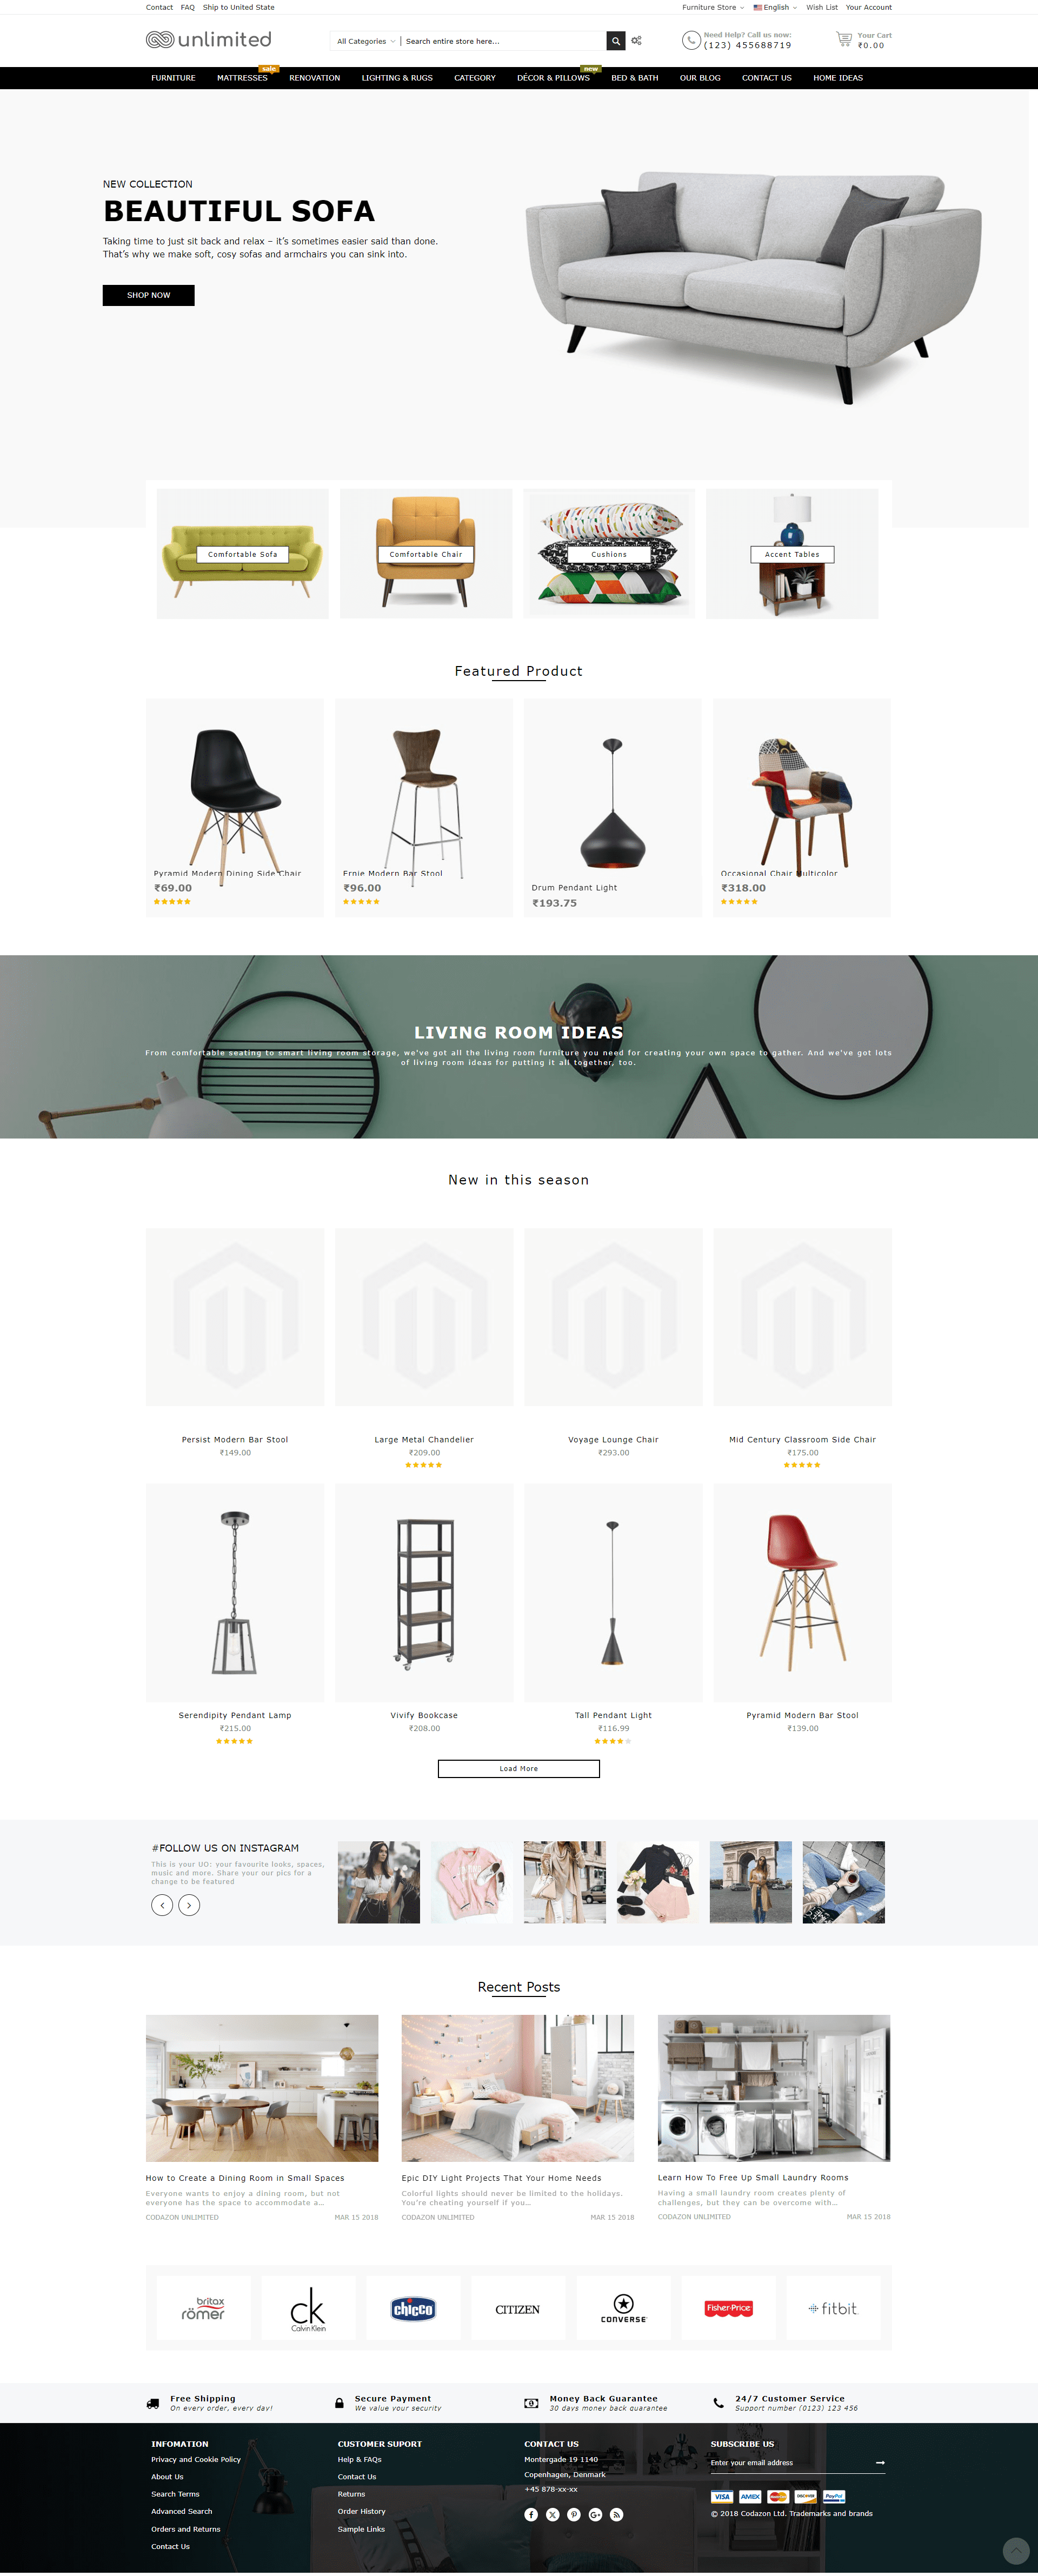 Contact FAQ Ship to United State
Furniture Store English Wish List Your Account
unlimited
All Categories Search entire store here...
Need Help? Call us now:
(123) 455688719
Your Cart
₹0.00
sale
new
FURNITURE MATTRESSES RENOVATION LIGHTING & RUGS CATEGORY DÉCOR & PILLOWS BED & BATH OUR BLOG CONTACT US HOME IDEAS
NEW COLLECTION
BEAUTIFUL SOFA
Taking time to just sit back and relax – it's sometimes easier said than done.
That's why we make soft, cosy sofas and armchairs you can sink into.
SHOP NOW
Comfortable Sofa
Comfortable Chair
Cushions
Accent Tables
Featured Product
Pyramid Modern Dining Side Chair
₹69.00
Ernie Modern Bar Stool
₹96.00
Drum Pendant Light
₹193.75
Occasional Chair Multicolor
₹318.00
LIVING ROOM IDEAS
From comfortable seating to smart living room storage, we've got all the living room furniture you need for creating your own space to gather. And we've got lots
of living room ideas for putting it all together, too.
New in this season
Persist Modern Bar Stool
₹149.00
Large Metal Chandelier
₹209.00
Voyage Lounge Chair
₹293.00
Mid Century Classroom Side Chair
₹175.00
Serendipity Pendant Lamp
₹215.00
Vivify Bookcase
₹208.00
Tall Pendant Light
₹116.99
Pyramid Modern Bar Stool
₹139.00
Load More
#FOLLOW US ON INSTAGRAM
This is your UO: your favourite looks, spaces,
music and more. Share your our pics for a
change to be featured
Recent Posts
How to Create a Dining Room in Small Spaces
Everyone wants to enjoy a dining room, but not
everyone has the space to accommodate a...
CODAZON UNLIMITED MAR 15 2018
Epic DIY Light Projects That Your Home Needs
Colorful lights should never be limited to the holidays.
You're cheating yourself if you...
CODAZON UNLIMITED MAR 15 2018
Learn How To Free Up Small Laundry Rooms
Having a small laundry room creates plenty of
challenges, but they can be overcome with...
CODAZON UNLIMITED MAR 15 2018
britax
römer
ck
Calvin Klein
chicco
CITIZEN
CONVERSE
Fisher-Price
fitbit
Free Shipping
On every order, every day!
Secure Payment
We value your security
Money Back Guarantee
30 days money back guarantee
24/7 Customer Service
Support number (0123) 123 456
INFOMATION
Privacy and Cookie Policy
About Us
Search Terms
Advanced Search
Orders and Returns
Contact Us
CUSTOMER SUPORT
Help & FAQs
Contact Us
Returns
Order History
Sample Links
CONTACT US
Montergade 19 1140
Copenhagen, Denmark
+45 878-xx-xx
SUBSCRIBE US
Enter your email address
VISA AMEX MasterCard DISCOVER PayPal
© 2018 Codazon Ltd. Trademarks and brands